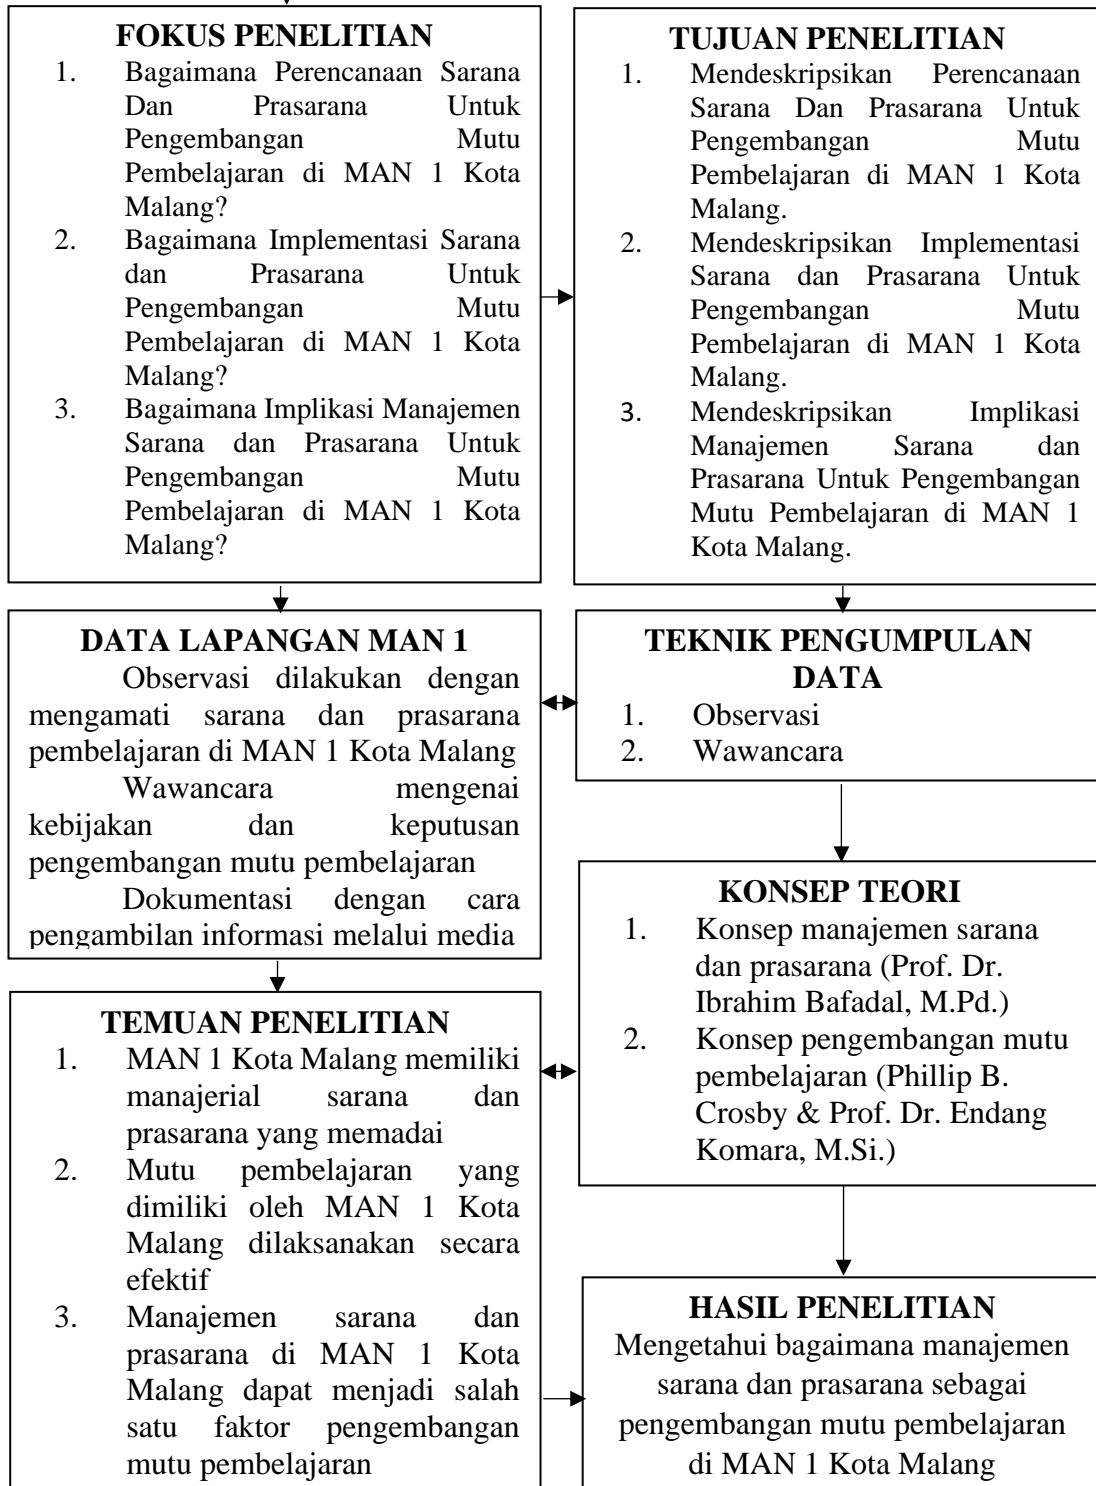 FOKUS PENELITIAN
1. Bagaimana Perencanaan Sarana
Dan Prasarana Untuk
Pengembangan Mutu
Pembelajaran di MAN 1 Kota
Malang?
2. Bagaimana Implementasi Sarana
dan Prasarana Untuk
Pengembangan Mutu
Pembelajaran di MAN 1 Kota
Malang?
3. Bagaimana Implikasi Manajemen
Sarana dan Prasarana Untuk
Pengembangan Mutu
Pembelajaran di MAN 1 Kota
Malang?
TUJUAN PENELITIAN
1. Mendeskripsikan Perencanaan
Sarana Dan Prasarana Untuk
Pengembangan Mutu
Pembelajaran di MAN 1 Kota
Malang.
2. Mendeskripsikan Implementasi
Sarana dan Prasarana Untuk
Pengembangan Mutu
Pembelajaran di MAN 1 Kota
Malang.
3. Mendeskripsikan Implikasi
Manajemen Sarana dan
Prasarana Untuk Pengembangan
Mutu Pembelajaran di MAN 1
Kota Malang.
DATA LAPANGAN MAN 1
Observasi dilakukan dengan
mengamati sarana dan prasarana
pembelajaran di MAN 1 Kota Malang
Wawancara mengenai
kebijakan dan keputusan
pengembangan mutu pembelajaran
Dokumentasi dengan cara
pengambilan informasi melalui media
TEKNIK PENGUMPULAN
DATA
1. Observasi
2. Wawancara
KONSEP TEORI
1. Konsep manajemen sarana
dan prasarana (Prof. Dr.
Ibrahim Bafadal, M.Pd.)
2. Konsep pengembangan mutu
pembelajaran (Phillip B.
Crosby & Prof. Dr. Endang
Komara, M.Si.)
TEMUAN PENELITIAN
1. MAN 1 Kota Malang memiliki
manajerial sarana dan
prasarana yang memadai
2. Mutu pembelajaran yang
dimiliki oleh MAN 1 Kota
Malang dilaksanakan secara
efektif
3. Manajemen sarana dan
prasarana di MAN 1 Kota
Malang dapat menjadi salah
satu faktor pengembangan
mutu pembelajaran
HASIL PENELITIAN
Mengetahui bagaimana manajemen
sarana dan prasarana sebagai
pengembangan mutu pembelajaran
di MAN 1 Kota Malang